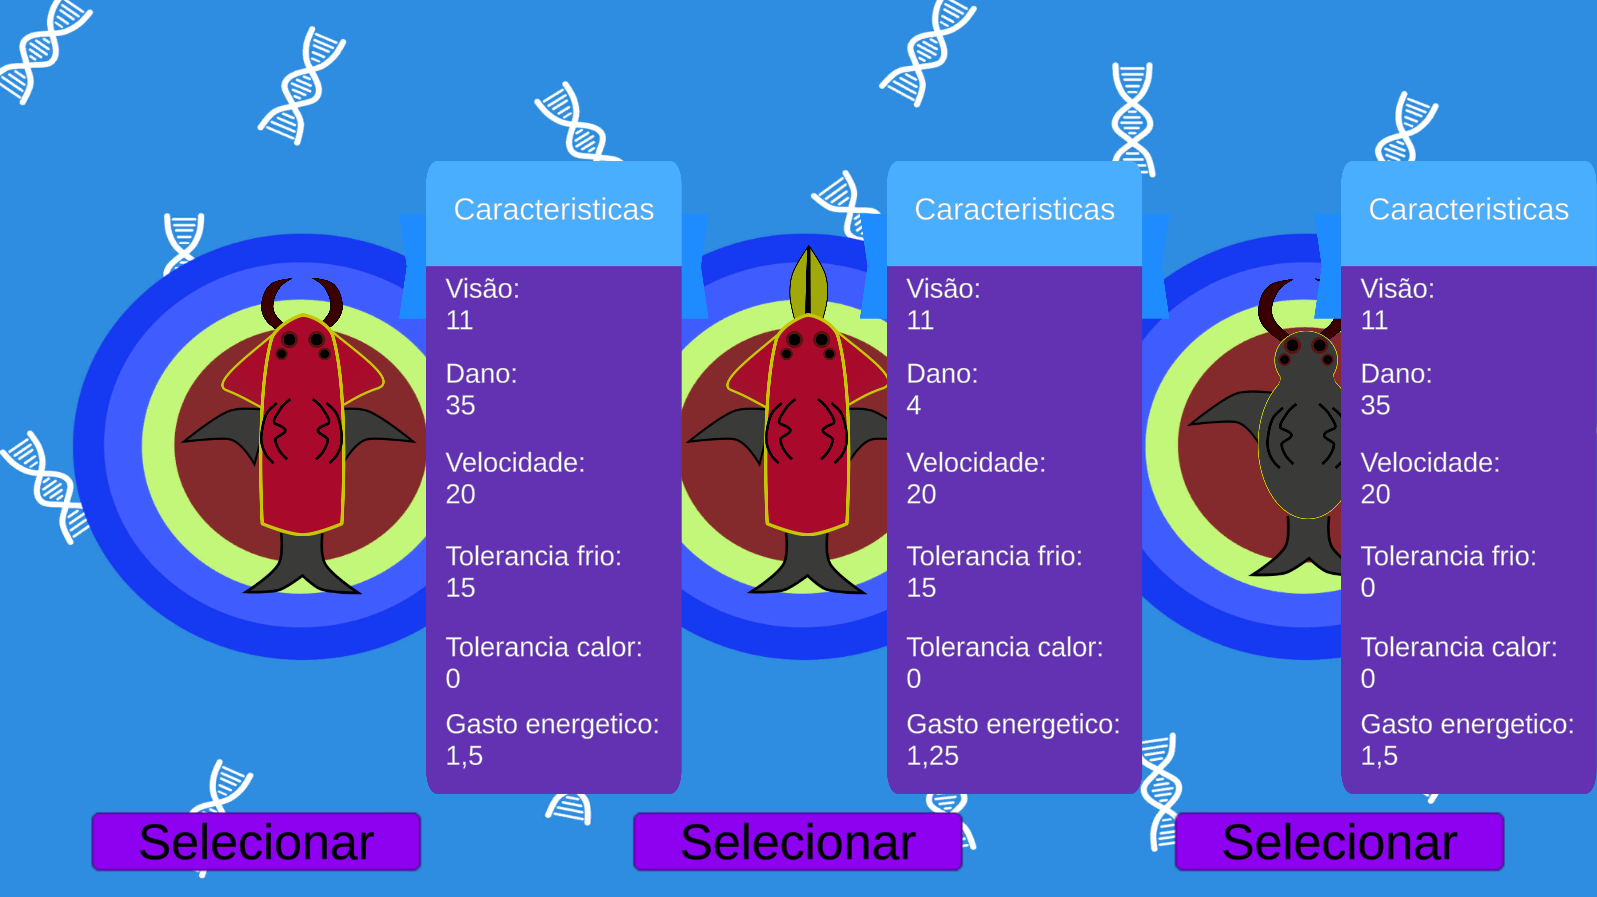 Caracteristicas
Visão:
11
Dano:
35
Velocidade:
20
Tolerancia frio:
15
Tolerancia calor:
0
Gasto energetico:
1,5
Selecionar
Caracteristicas
Visão:
11
Dano:
4
Velocidade:
20
Tolerancia frio:
15
Tolerancia calor:
0
Gasto energetico:
1,25
Selecionar
Caracteristicas
Visão:
11
Dano:
35
Velocidade:
20
Tolerancia frio:
0
Tolerancia calor:
0
Gasto energetico:
1,5
Selecionar